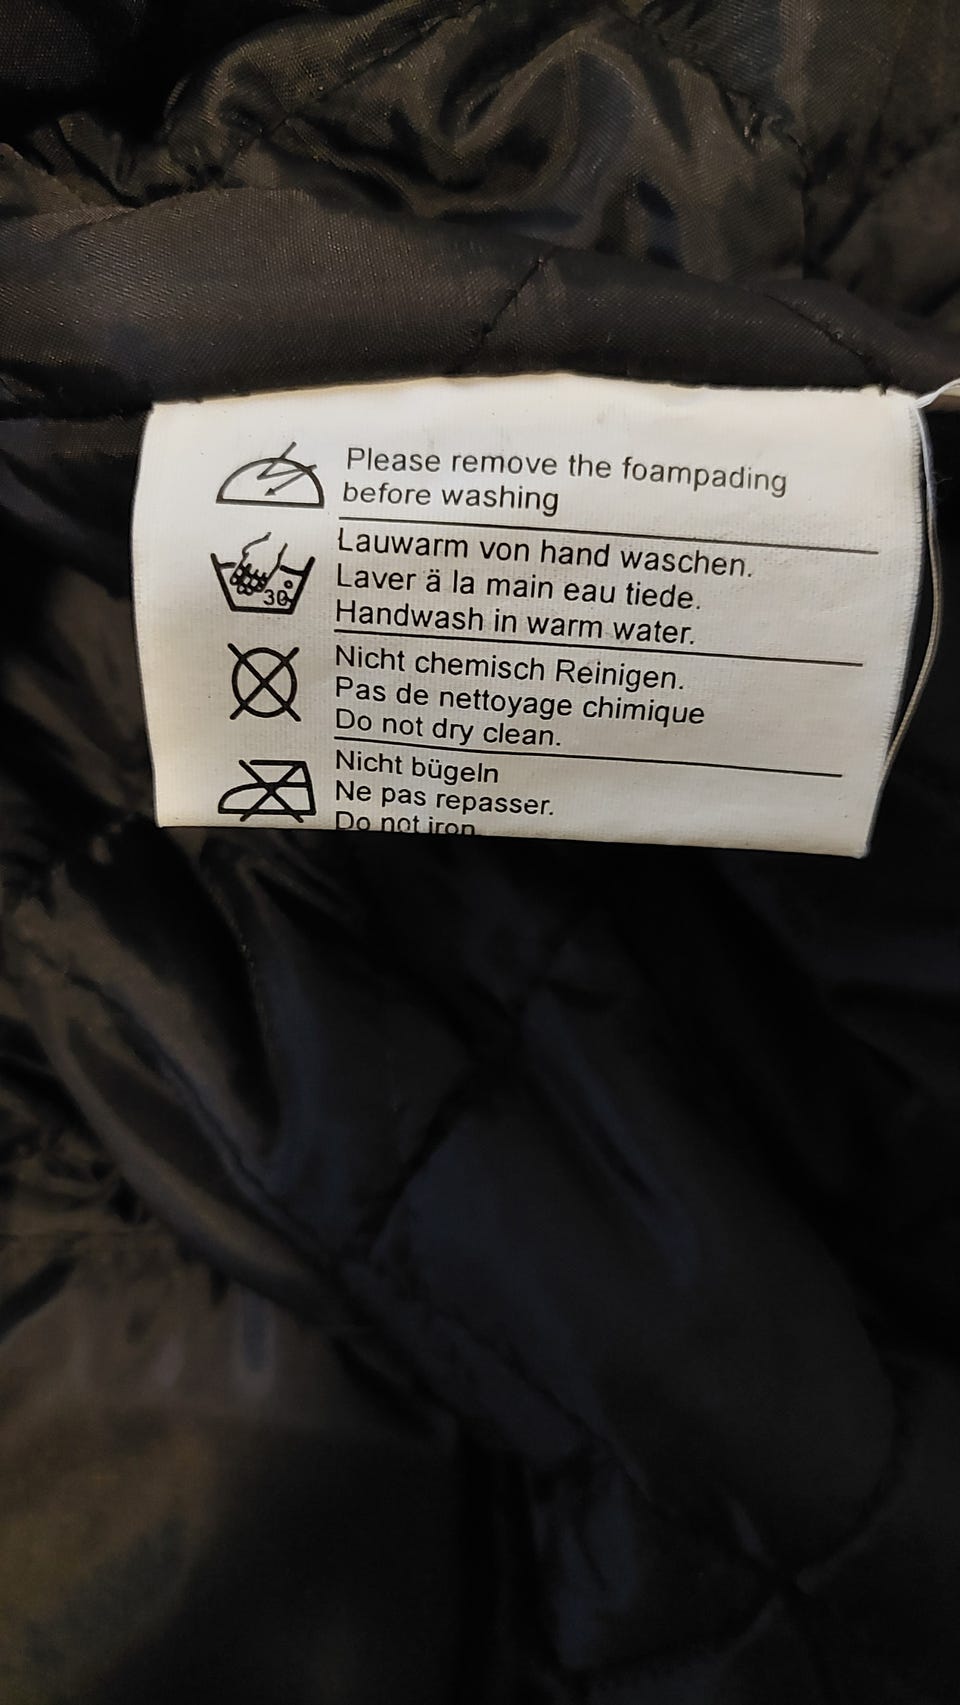 Please remove the foampading
before washing
Lauwarm von hand waschen.
Laver ä la main eau tiede.
30°
Handwash in warm water.
Nicht chemisch Reinigen.
Pas de nettoyage chimique
Do not dry clean.
Nicht bügeln
Ne pas repasser.
Do not iron.